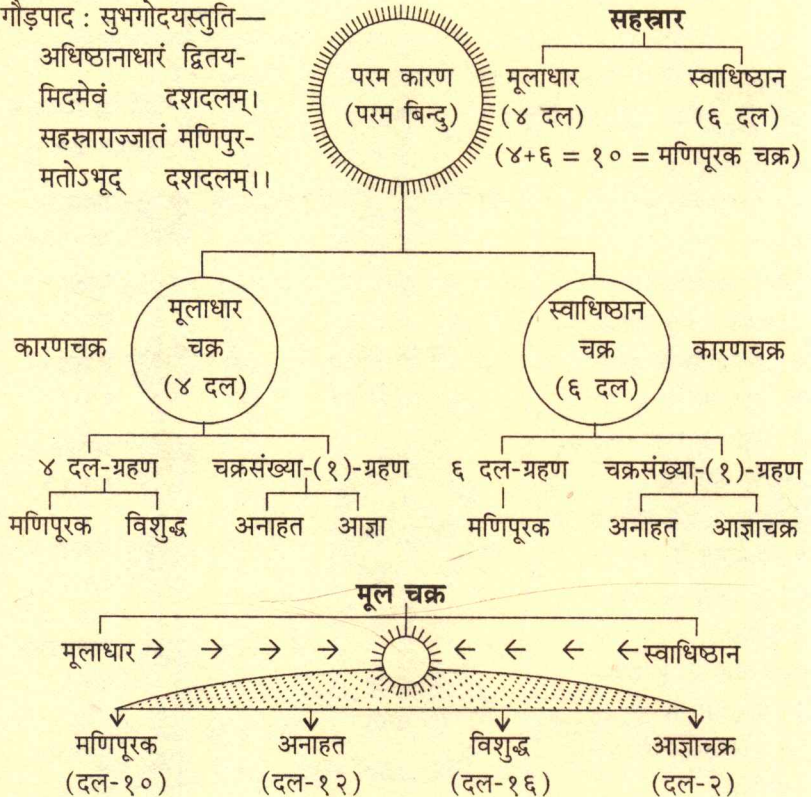 गौड़पाद : सुभगोदयस्तुति—
अधिष्ठानाधारं द्वितय-
मिदमेवं दशदलम्।
सहस्राराज्जातं मणिपुर-
मतोऽभूद् दशदलम्।।
परम कारण
(परम बिन्दु)
सहस्रार
मूलाधार स्वाधिष्ठान
(४ दल) (६ दल)
(४+६ = १० = मणिपूरक चक्र)
कारणचक्र
मूलाधार
चक्र
(४ दल)
स्वाधिष्ठान
चक्र
(६ दल)
कारणचक्र
४ दल-ग्रहण चक्रसंख्या-(१)-ग्रहण ६ दल-ग्रहण चक्रसंख्या-(१)-ग्रहण
मणिपूरक विशुद्ध अनाहत आज्ञा मणिपूरक अनाहत आज्ञाचक्र
मूल चक्र
मूलाधार → → → → ← ← ← ← स्वाधिष्ठान
मणिपूरक अनाहत विशुद्ध आज्ञाचक्र
(दल-१०) (दल-१२) (दल-१६) (दल-२)